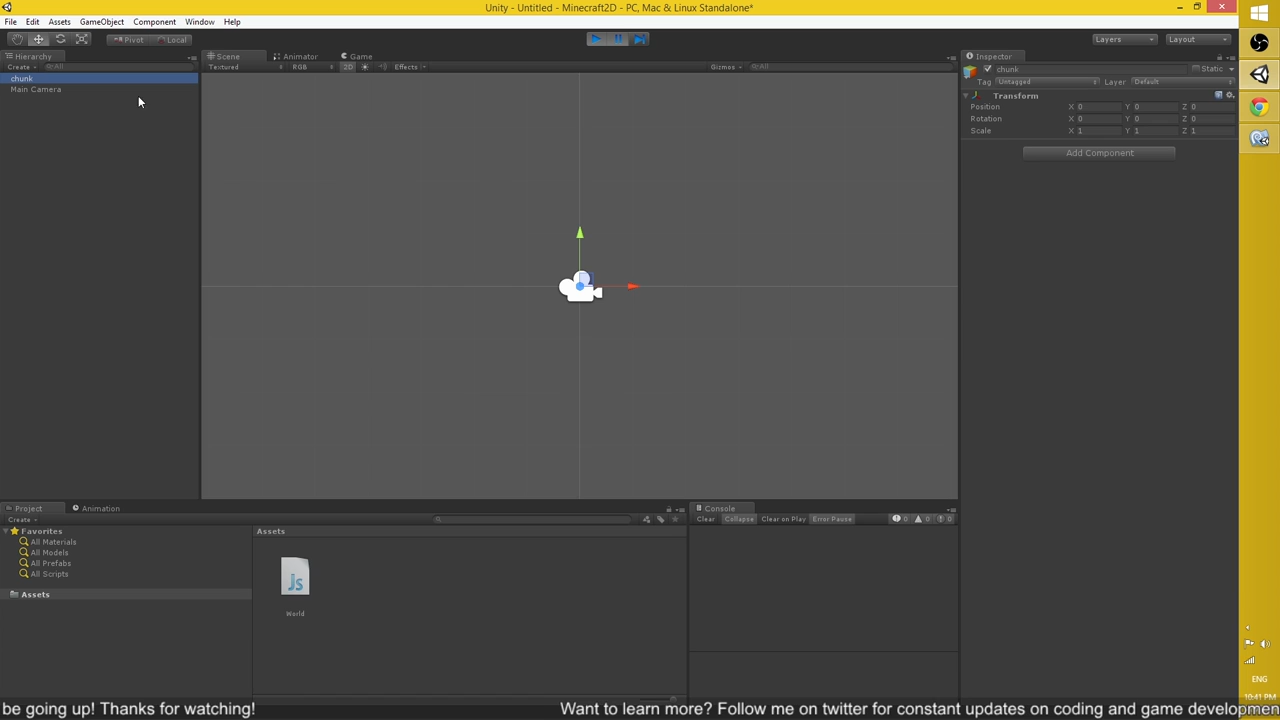 Unity - Untitled - Minecraft2D - PC, Mac & Linux Standalone*
File Edit Assets GameObject Component Window Help
Pivot Local
Layers Layout
Hierarchy
Create All
chunk
Main Camera
Scene Animator Game
Textured RGB 2D Effects Gizmos All
Inspector
chunk Static
Tag Untagged Layer Default
Transform
Position X 0 Y 0 Z 0
Rotation X 0 Y 0 Z 0
Scale X 1 Y 1 Z 1
Add Component
Project Animation
Create
Favorites
All Materials
All Models
All Prefabs
All Scripts
Assets
Assets
Js
World
Console
Clear Collapse Clear on Play Error Pause 0 0 0
ENG
10:41 PM
be going up! Thanks for watching! Want to learn more? Follow me on twitter for constant updates on coding and game developmen